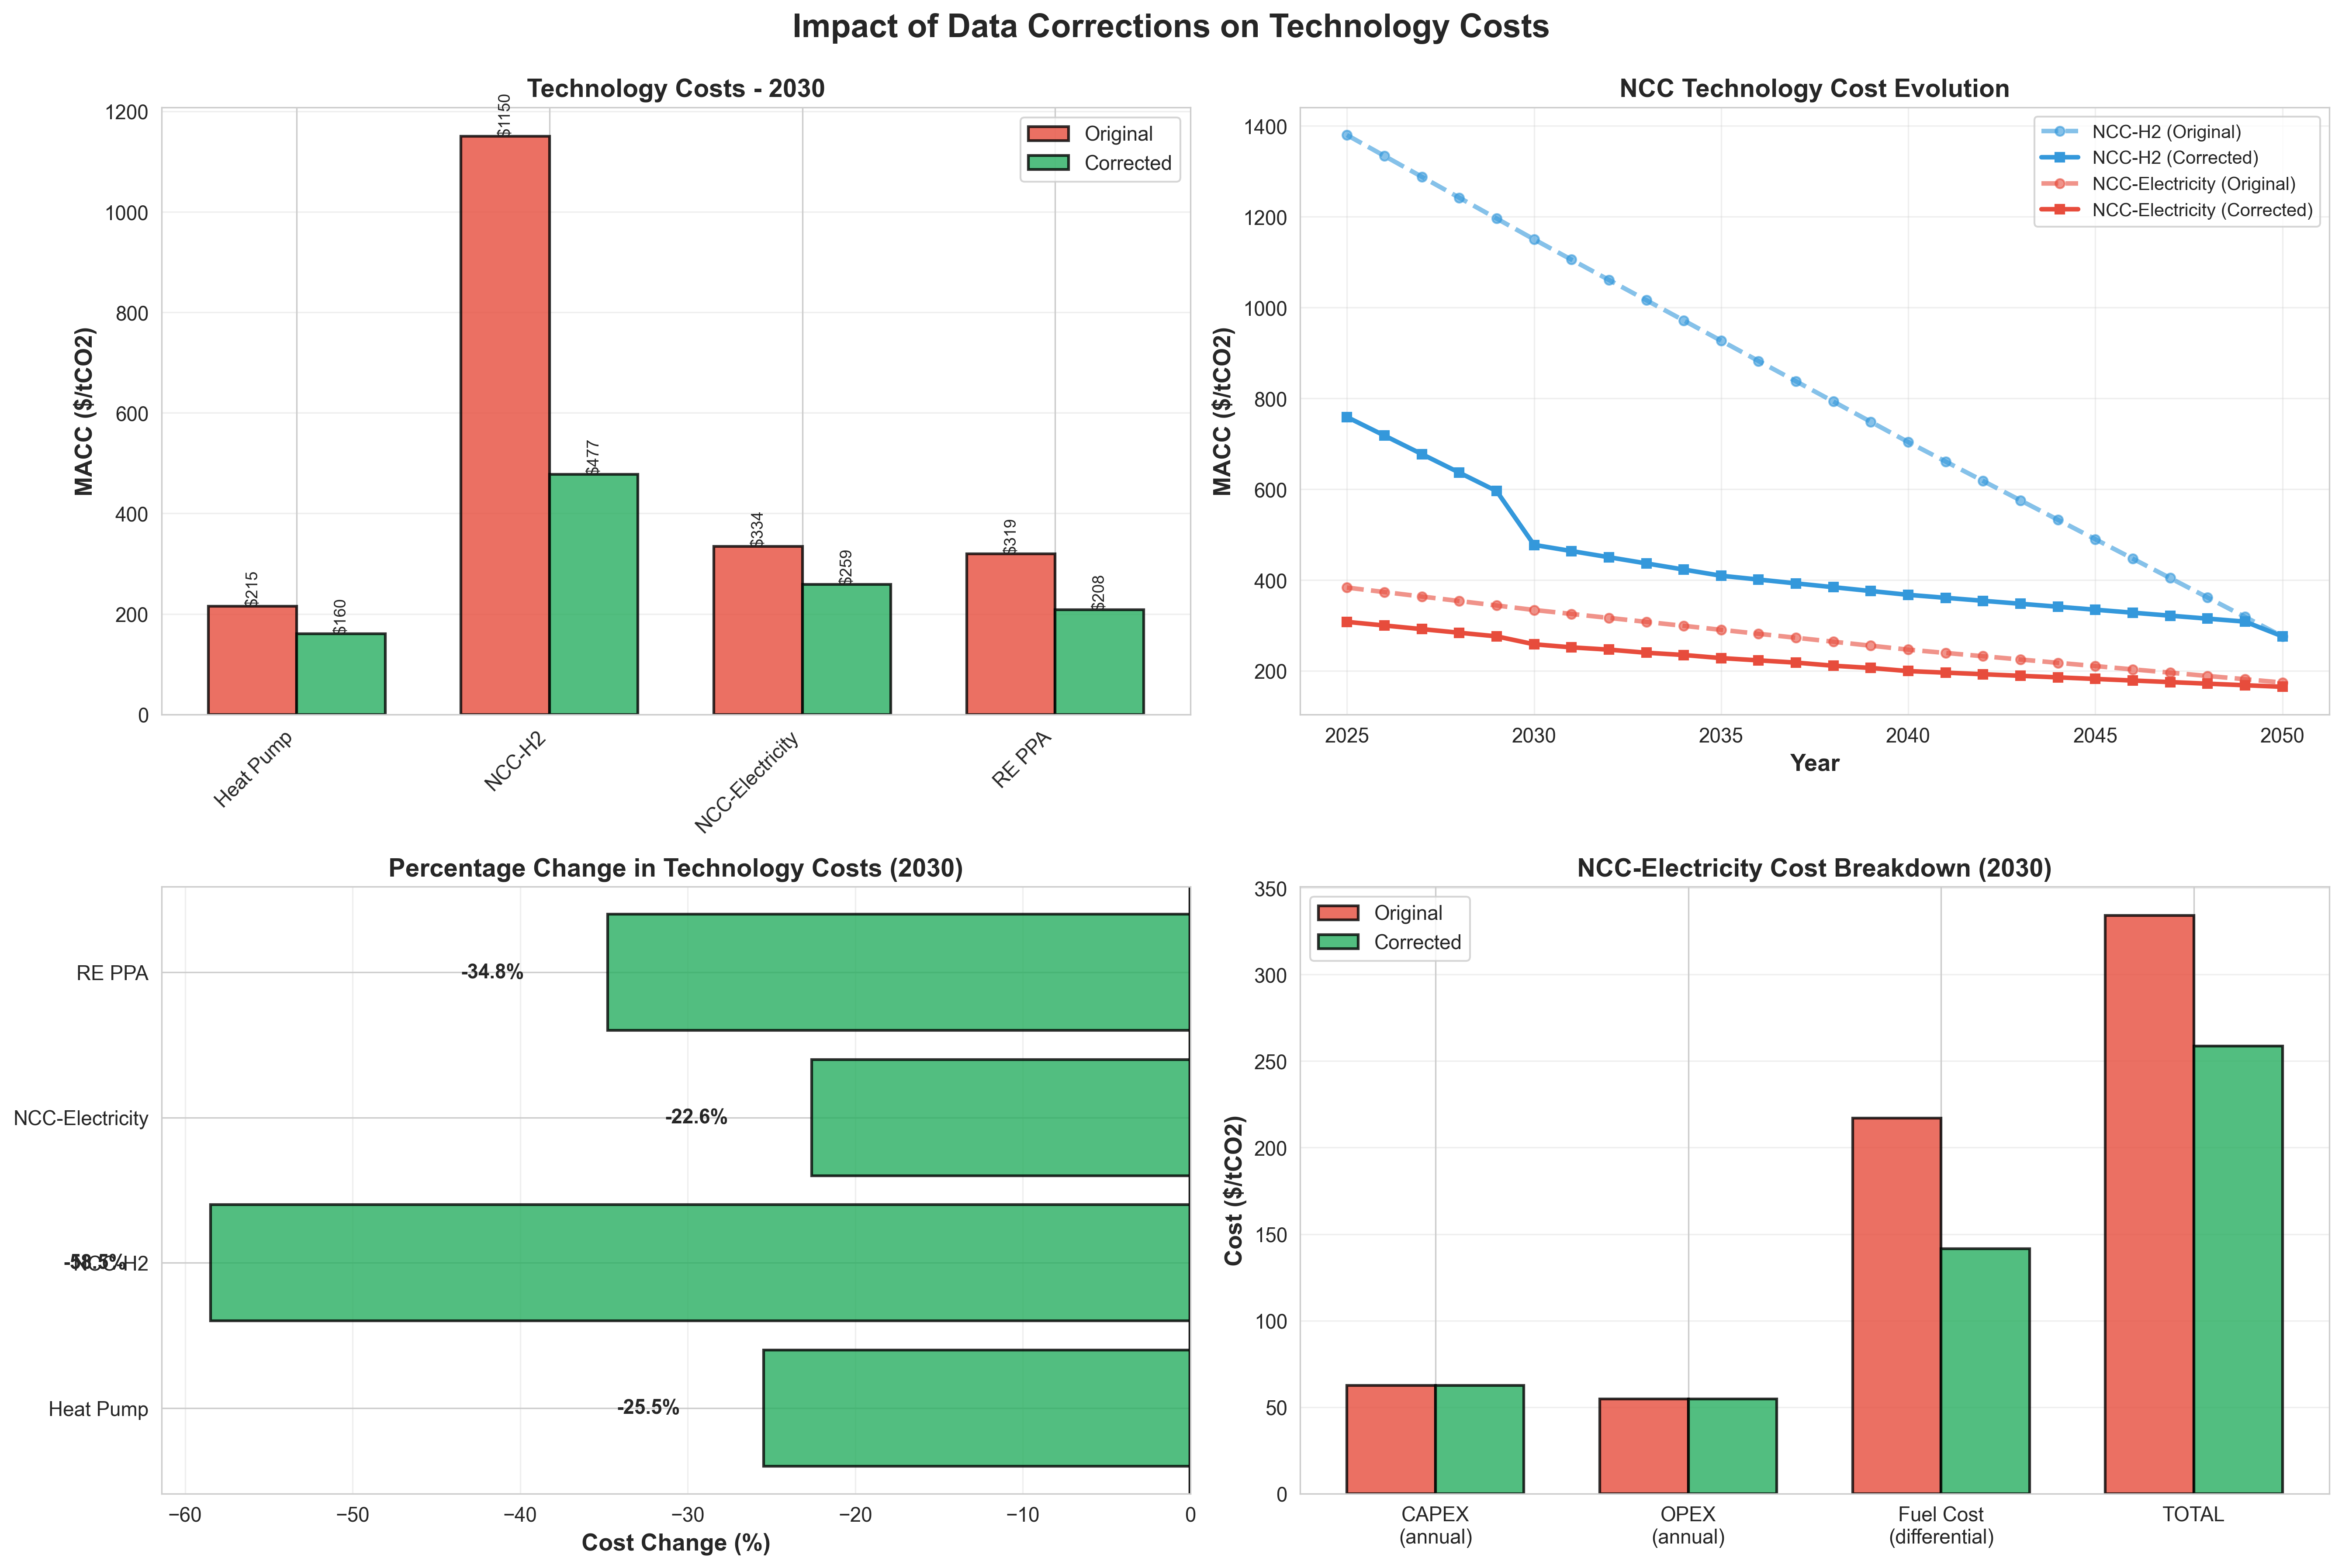 Impact of Data Corrections on Technology Costs
Technology Costs - 2030
MACC ($/tCO2)
1200
1000
800
600
400
200
0
$215
$160
$1150
$477
$334
$259
$319
$208
Original
Corrected
Heat Pump
NCC-H2
NCC-Electricity
RE PPA
NCC Technology Cost Evolution
MACC ($/tCO2)
1400
1200
1000
800
600
400
200
NCC-H2 (Original)
NCC-H2 (Corrected)
NCC-Electricity (Original)
NCC-Electricity (Corrected)
2025
2030
2035
2040
2045
2050
Year
Percentage Change in Technology Costs (2030)
RE PPA
-34.8%
NCC-Electricity
-22.6%
NCC-H2
-58.5%
Heat Pump
-25.5%
−60
−50
−40
−30
−20
−10
0
Cost Change (%)
NCC-Electricity Cost Breakdown (2030)
Cost ($/tCO2)
350
300
250
200
150
100
50
0
Original
Corrected
CAPEX
(annual)
OPEX
(annual)
Fuel Cost
(differential)
TOTAL